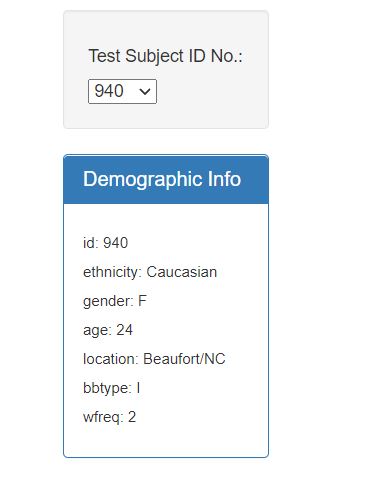 Test Subject ID No.:
940
Demographic Info
id: 940
ethnicity: Caucasian
gender: F
age: 24
location: Beaufort/NC
bbtype: I
wfreq: 2